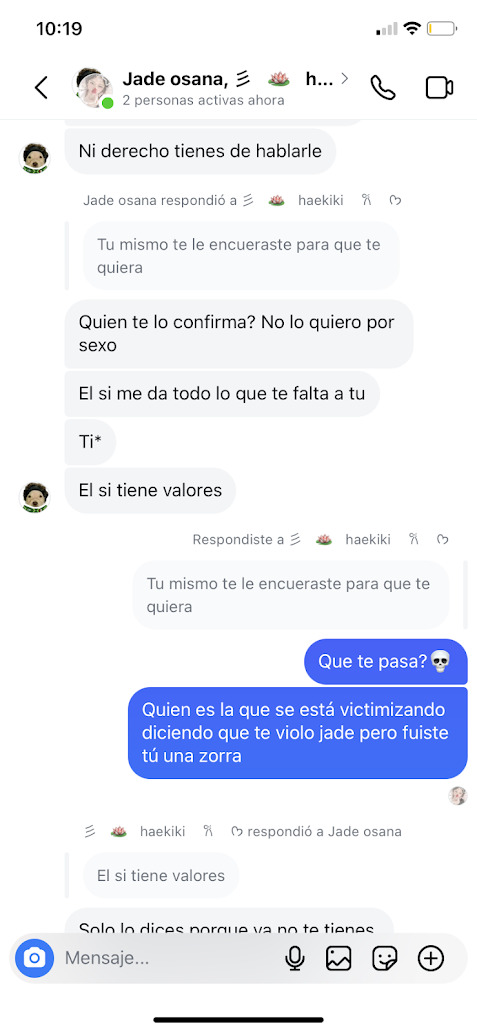 10:19
Jade osana, 彡 🪷 h...
2 personas activas ahora
Ni derecho tienes de hablarle
Jade osana respondió a 彡 🪷 haekiki
Tu mismo te le encueraste para que te
quiera
Quien te lo confirma? No lo quiero por
sexo
El si me da todo lo que te falta a tu
Ti*
El si tiene valores
Respondiste a 彡 🪷 haekiki
Tu mismo te le encueraste para que te
quiera
Que te pasa?💀
Quien es la que se está victimizando
diciendo que te violo jade pero fuiste
tú una zorra
彡 🪷 haekiki respondió a Jade osana
El si tiene valores
Solo lo dices porque ya no te tienes
Mensaje...